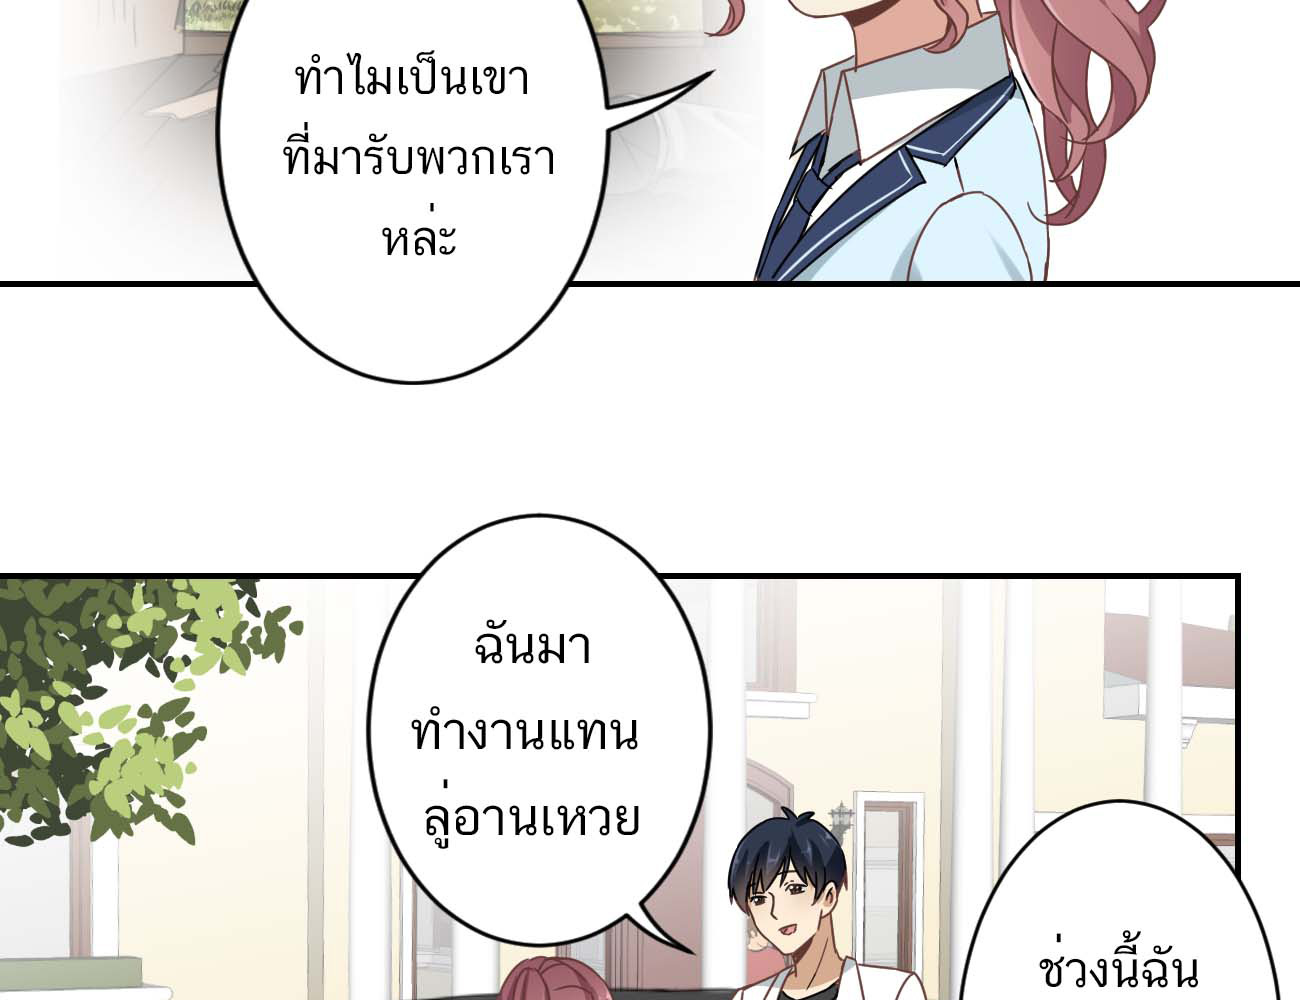 ทำไมเป็นเขา
ที่มารับพวกเรา
หล่ะ
ฉันมา
ทำงานแทน
ลู่อานเหวย
ช่วงนี้ฉัน